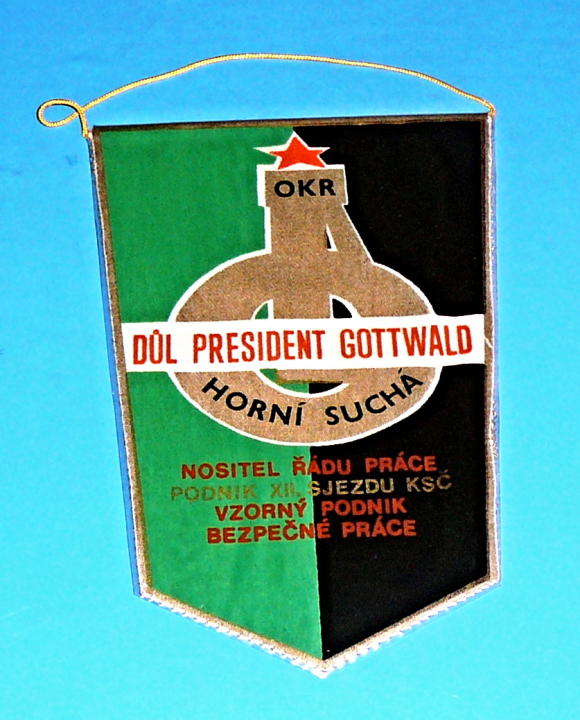 OKR
DŮL PRESIDENT GOTTWALD
HORNÍ SUCHÁ
NOSITEL ŘÁDU PRÁCE
PODNIK XII. SJEZDU KSČ
VZORNÝ PODNIK
BEZPEČNÉ PRÁCE